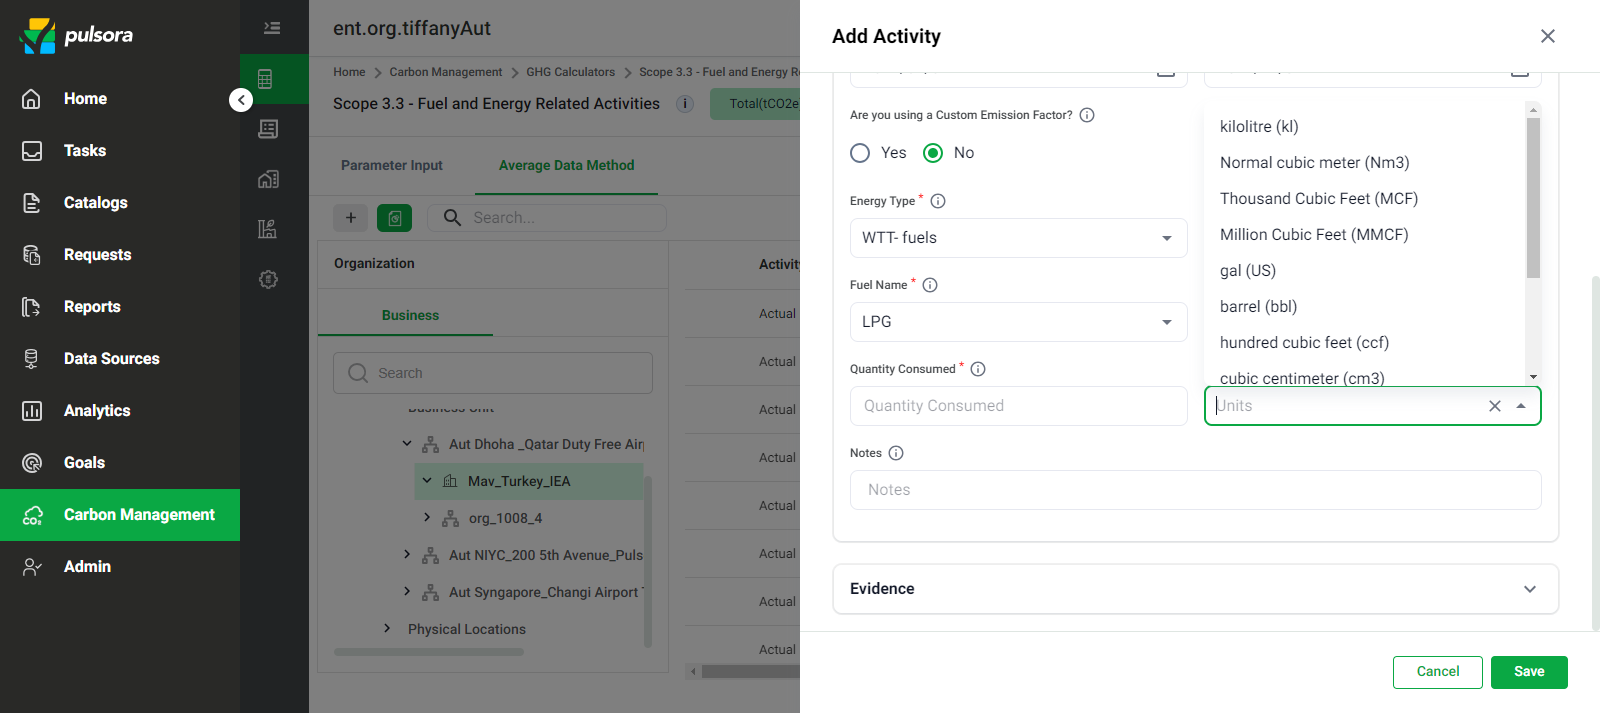 pulsora
Home
Tasks
Catalogs
Requests
Reports
Data Sources
Analytics
Goals
Carbon Management
Admin
ent.org.tiffanyAut
Home > Carbon Management > GHG Calculators > Scope 3.3 - Fuel and Energy R
Scope 3.3 - Fuel and Energy Related Activities
Total(tCO2e
Parameter Input
Average Data Method
Search...
Organization
Business
Search
Business Unit
Aut Dhoha _Qatar Duty Free Air
Mav_Turkey_IEA
org_1008_4
Aut NIYC_200 5th Avenue_Puls
Aut Syngapore_Changi Airport T
Physical Locations
Activity
Actual
Actual
Actual
Actual
Actual
Actual
Actual
Actual
Add Activity
Are you using a Custom Emission Factor?
Yes
No
Energy Type *
WTT- fuels
Fuel Name *
LPG
Quantity Consumed *
Quantity Consumed
kilolitre (kl)
Normal cubic meter (Nm3)
Thousand Cubic Feet (MCF)
Million Cubic Feet (MMCF)
gal (US)
barrel (bbl)
hundred cubic feet (ccf)
cubic centimeter (cm3)
Units
Notes
Notes
Evidence
Cancel
Save